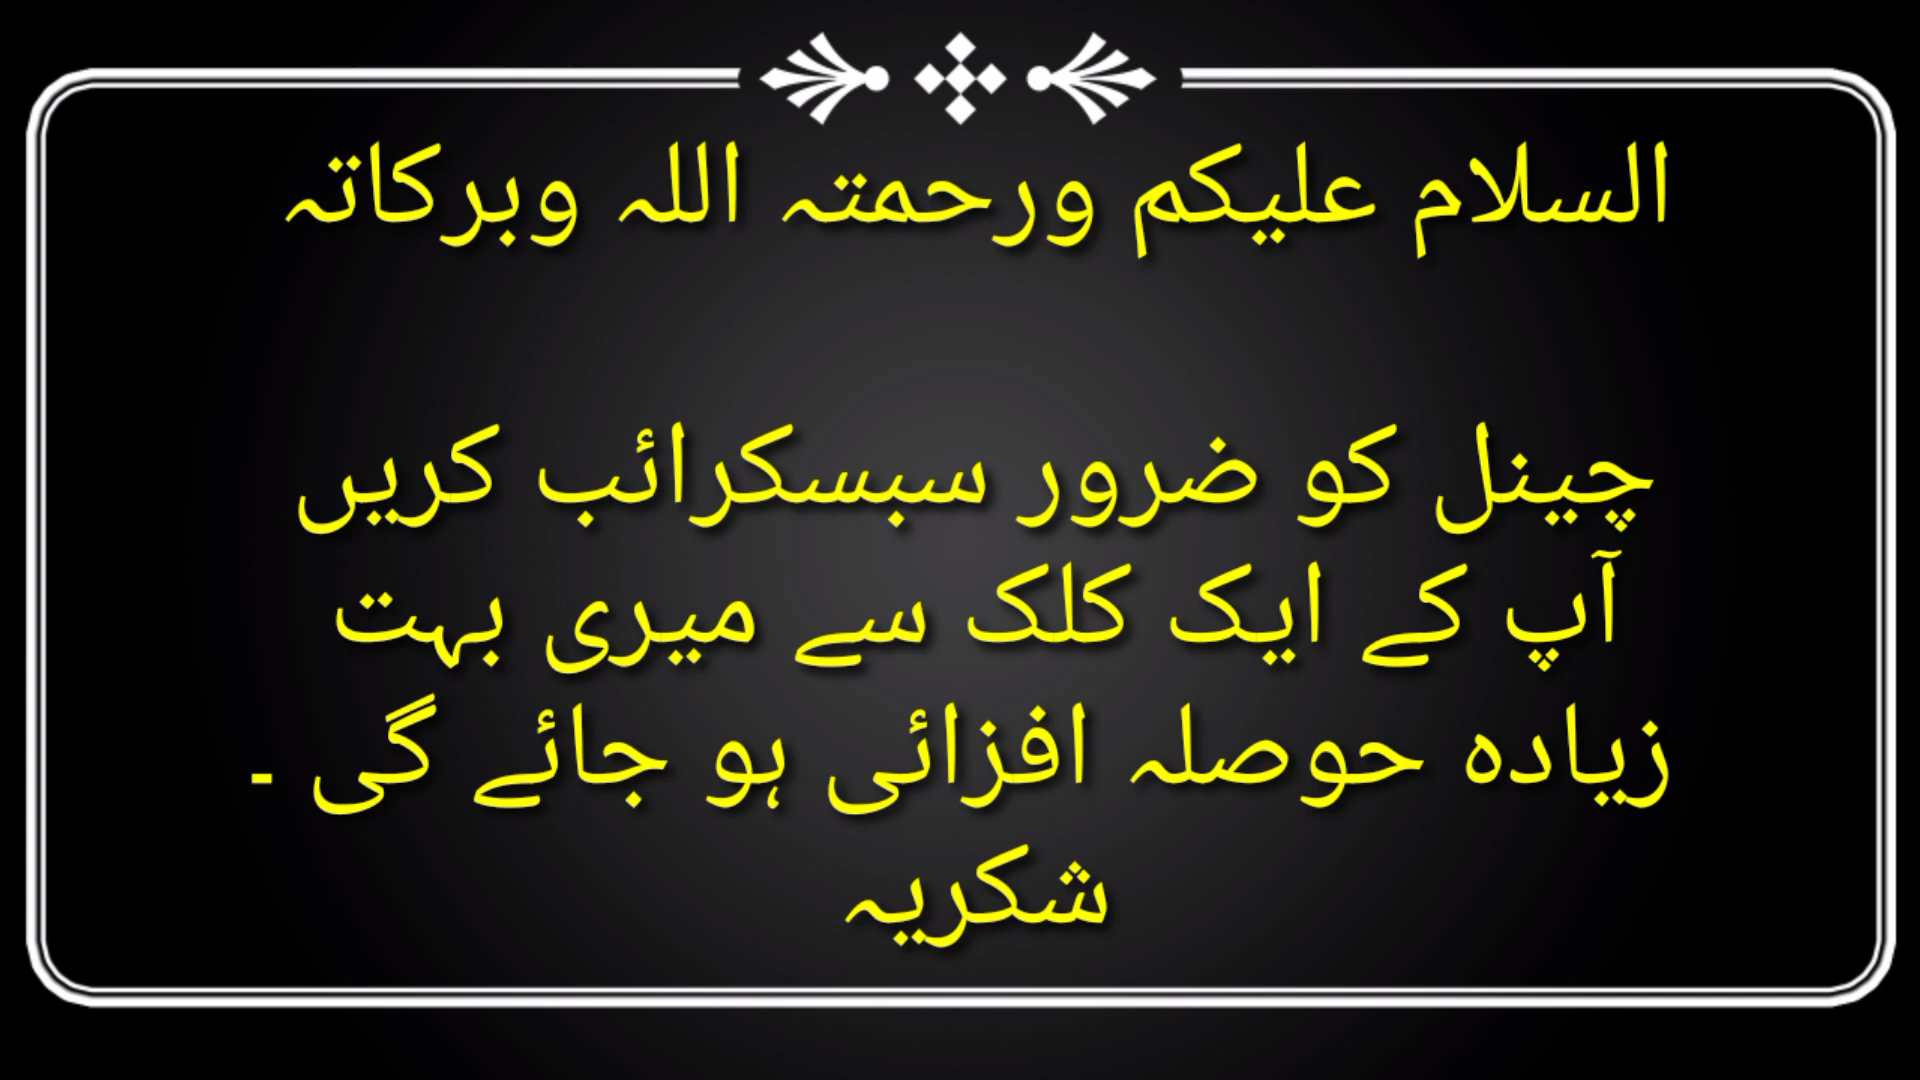 السلام علیکم ورحمتہ اللہ وبرکاتہ
چینل کو ضرور سبسکرائب کریں
آپ کے ایک کلک سے میری بہت
زیادہ حوصلہ افزائی ہو جائے گی ۔
شکریہ